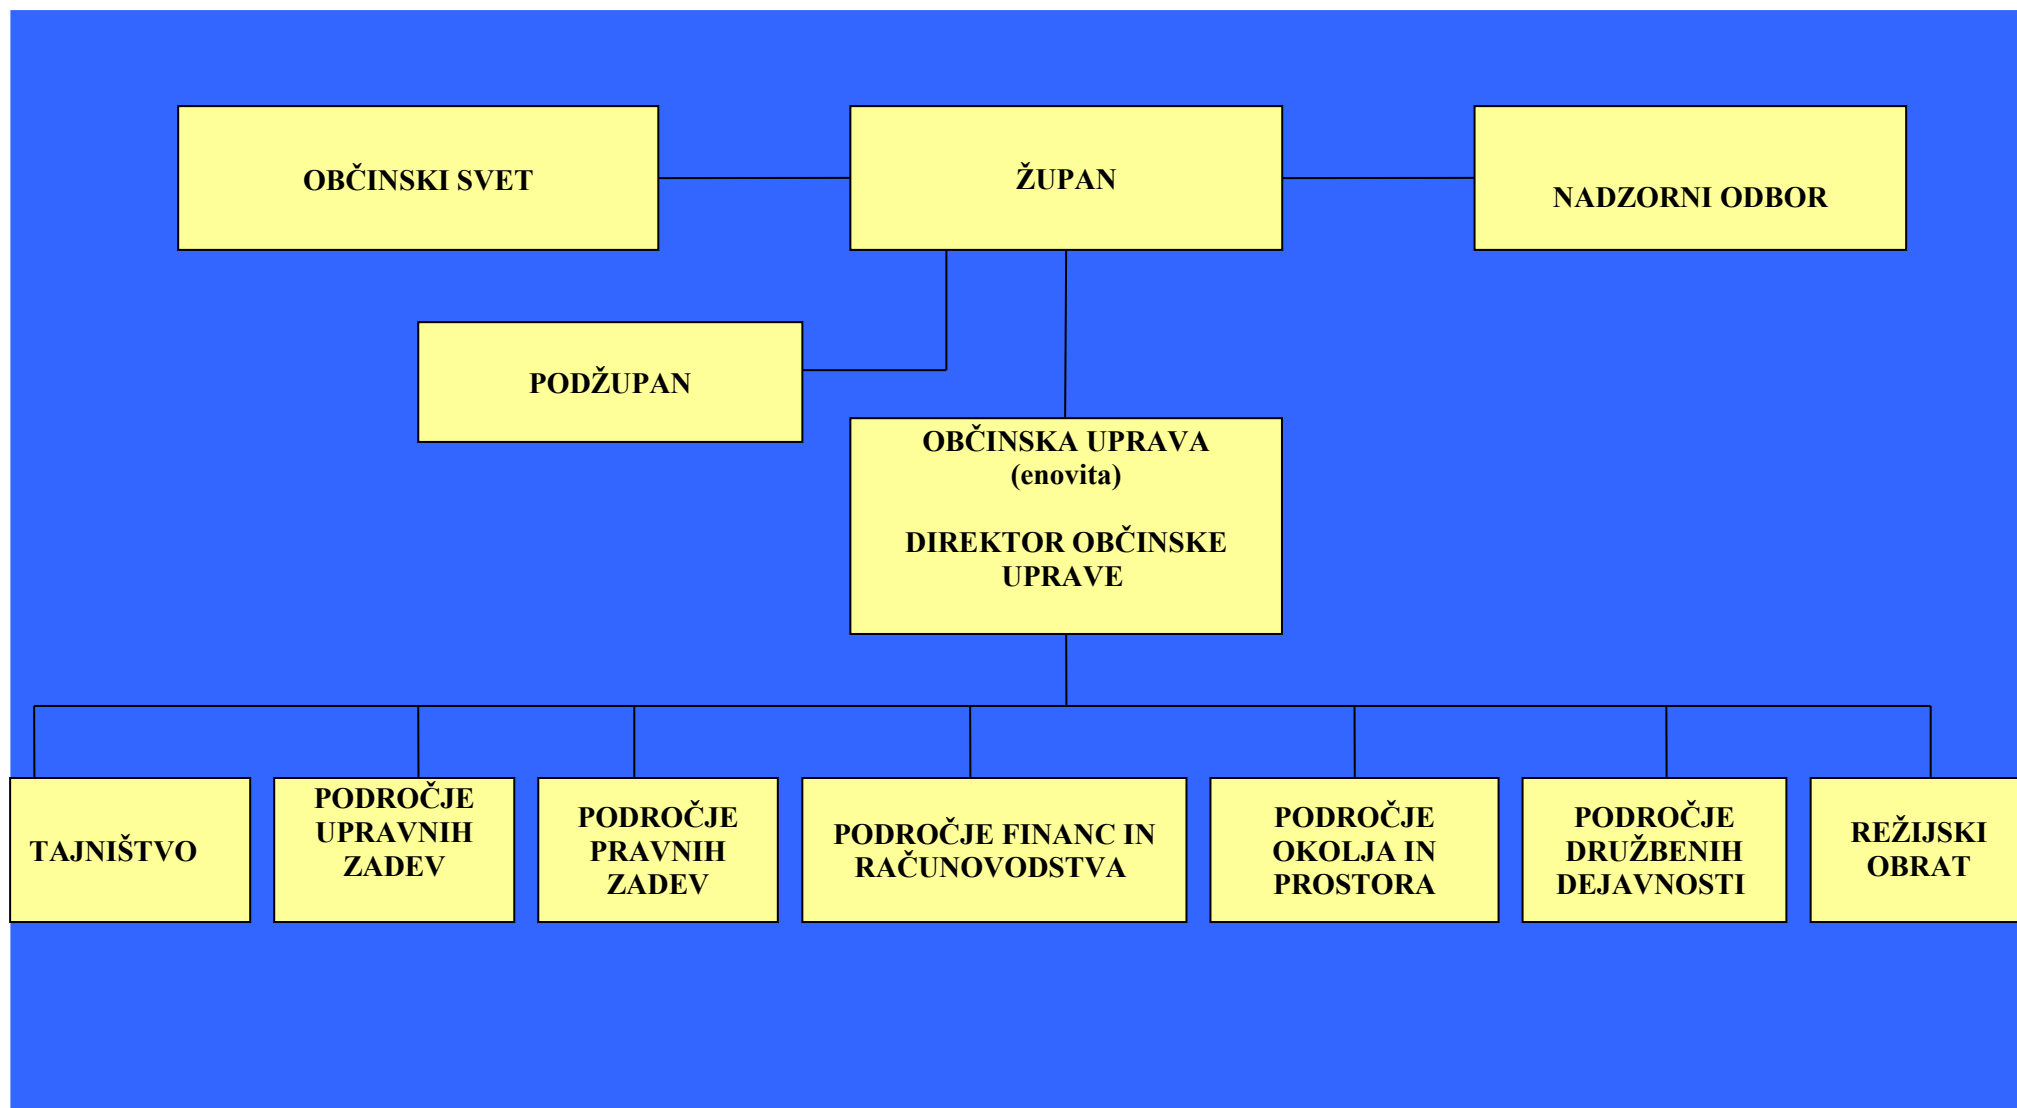 OBČINSKI SVET
ŽUPAN
NADZORNI ODBOR
PODŽUPAN
OBČINSKA UPRAVA
(enovita)
DIREKTOR OBČINSKE
UPRAVE
TAJNIŠTVO
PODROČJE
UPRAVNIH
ZADEV
PODROČJE
PRAVNIH
ZADEV
PODROČJE FINANC IN
RAČUNOVODSTVA
PODROČJE
OKOLJA IN
PROSTORA
PODROČJE
DRUŽBENIH
DEJAVNOSTI
REŽIJSKI
OBRAT